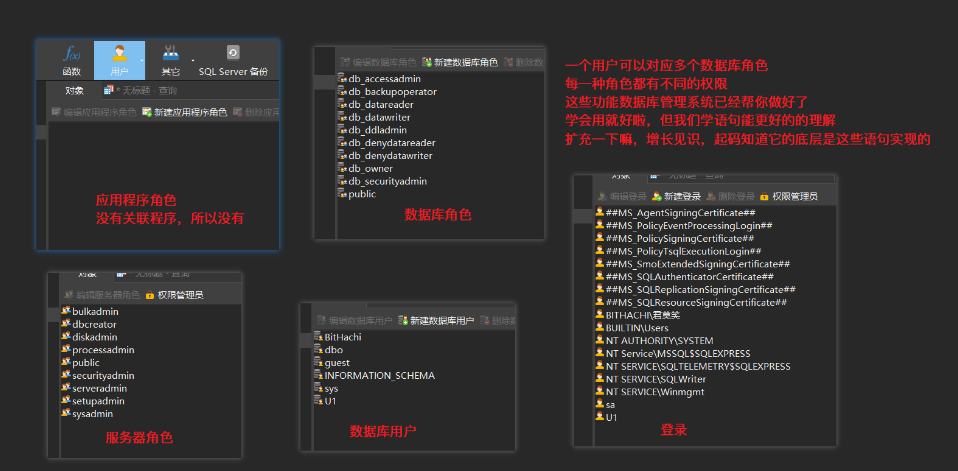 f(x)
函数
用户
其它
SQL Server 备份
对象
* 无标题 - 查询
编辑应用程序角色
新建应用程序角色
删除应用
应用程序角色
没有关联程序，所以没有
编辑数据库角色
新建数据库角色
删除数
db_accessadmin
db_backupoperator
db_datareader
db_datawriter
db_ddladmin
db_denydatareader
db_denydatawriter
db_owner
db_securityadmin
public
数据库角色
一个用户可以对应多个数据库角色
每一种角色都有不同的权限
这些功能数据库管理系统已经帮你做好了
学会用就好啦，但我们学语句能更好的的理解
扩充一下嘛，增长见识，起码知道它的底层是这些语句实现的
对象
无标题 - 查询
编辑服务器角色
权限管理员
bulkadmin
dbcreator
diskadmin
processadmin
public
securityadmin
serveradmin
setupadmin
sysadmin
服务器角色
编辑数据库用户
新建数据库用户
删除
BitHachi
dbo
guest
INFORMATION_SCHEMA
sys
U1
数据库用户
对象
无标题 - 查询
编辑登录
新建登录
删除登录
权限管理员
##MS_AgentSigningCertificate##
##MS_PolicyEventProcessingLogin##
##MS_PolicySigningCertificate##
##MS_PolicyTsqlExecutionLogin##
##MS_SmoExtendedSigningCertificate##
##MS_SQLAuthenticatorCertificate##
##MS_SQLReplicationSigningCertificate##
##MS_SQLResourceSigningCertificate##
BITHACHI\君莫笑
BUILTIN\Users
NT AUTHORITY\SYSTEM
NT Service\MSSQL$SQLEXPRESS
NT SERVICE\SQLTELEMETRY$SQLEXPRESS
NT SERVICE\SQLWriter
NT SERVICE\Winmgmt
sa
U1
登录